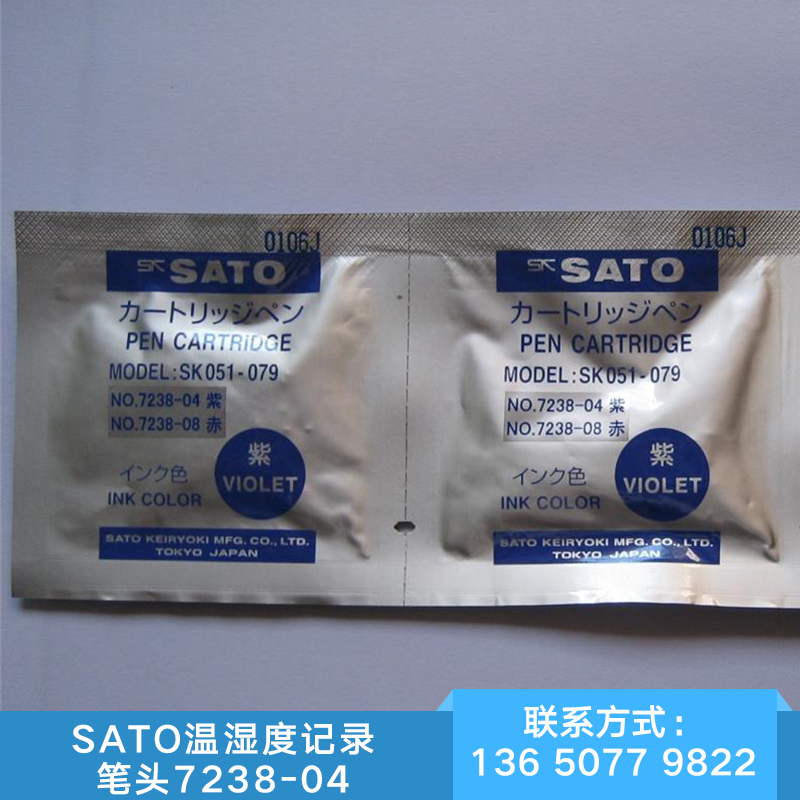 0106J
SK SATO
カートリッジペン
PEN CARTRIDGE
MODEL:SK051-079
NO.7238-04 紫
NO.7238-08 赤
インク色
INK COLOR
紫
VIOLET
SATO KEIRYOKI MFG. CO., LTD.
TOKYO JAPAN
0106J
SK SATO
カートリッジペン
PEN CARTRIDGE
MODEL:SK051-079
NO.7238-04 紫
NO.7238-08 赤
インク色
INK COLOR
紫
VIOLET
SATO KEIRYOKI MFG. CO., LTD.
TOKYO JAPAN
SATO温湿度记录
笔头7238-04
联系方式：
136 5077 9822